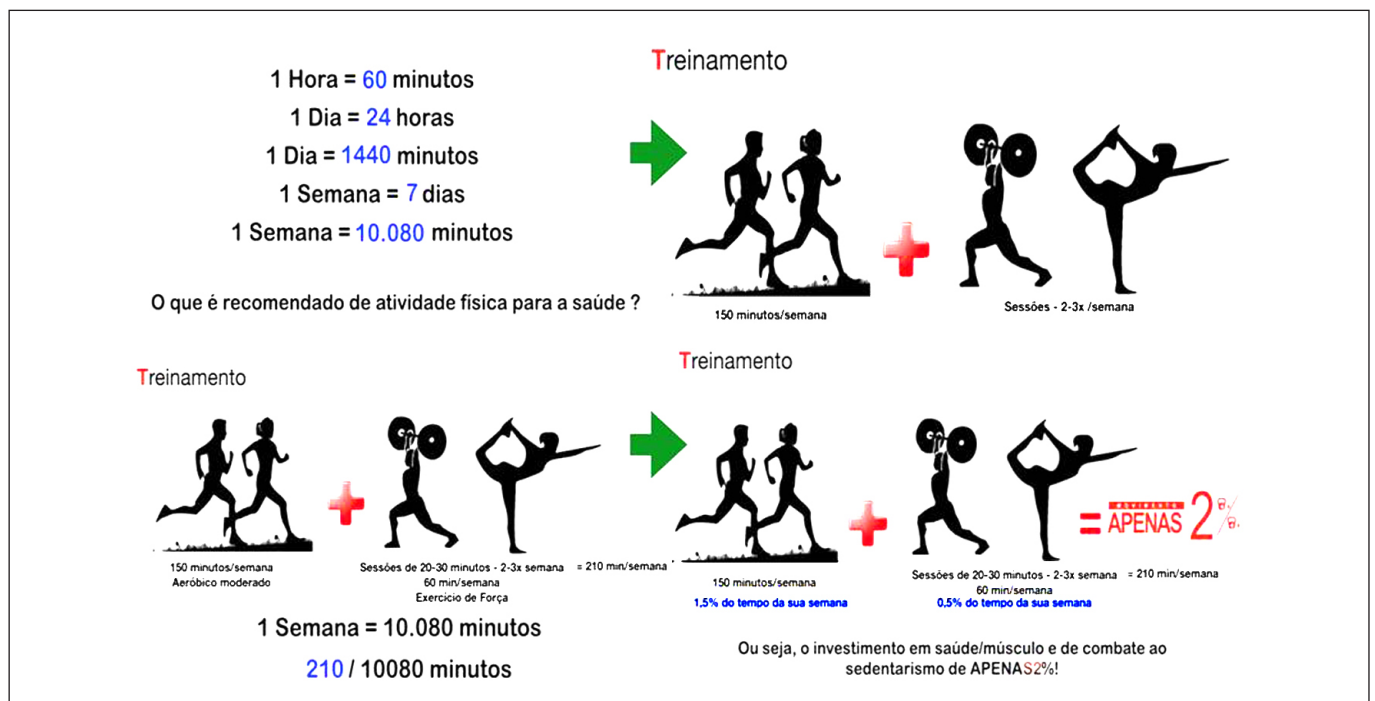 1 Hora = 60 minutos
1 Dia = 24 horas
1 Dia = 1440 minutos
1 Semana = 7 dias
1 Semana = 10.080 minutos
O que é recomendado de atividade física para a saúde ?
Treinamento
150 minutos/semana
Sessões - 2-3x /semana
Treinamento
150 minutos/semana
Aeróbico moderado
Sessões de 20-30 minutos - 2-3x semana = 210 min/semana
60 min/semana
Exercício de Força
1 Semana = 10.080 minutos
210 / 10080 minutos
Treinamento
150 minutos/semana
1,5% do tempo da sua semana
Sessões de 20-30 minutos - 2-3x semana = 210 min/semana
60 min/semana
0,5% do tempo da sua semana
= MOVIMENTO
APENAS 2%
Ou seja, o investimento em saúde/músculo e de combate ao
sedentarismo de APENAS2%!